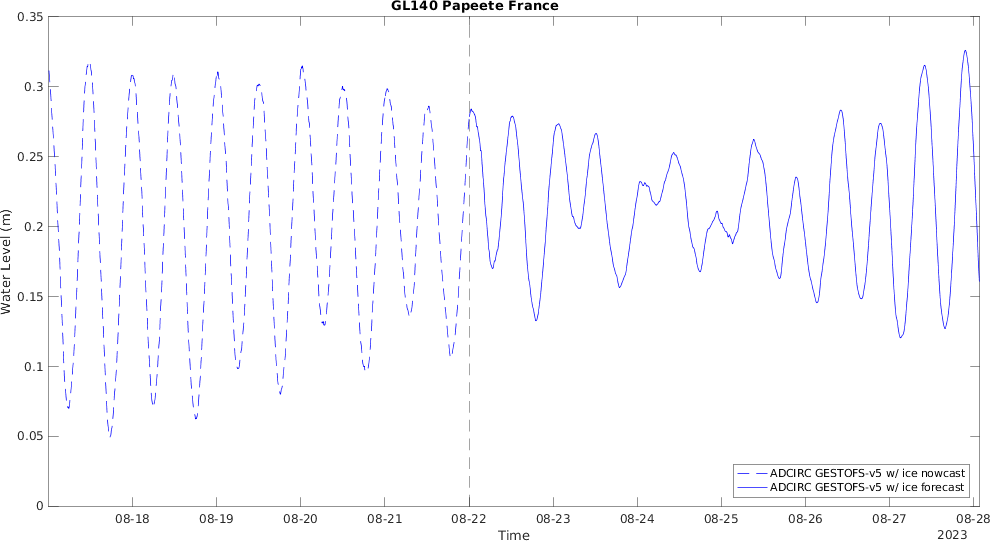 GL140 Papeete France
0.35
0.3
0.25
0.2
0.15
0.1
0.05
0
Water Level (m)
ADCIRC GESTOFS-v5 w/ ice nowcast
ADCIRC GESTOFS-v5 w/ ice forecast
08-18 08-19 08-20 08-21 08-22 08-23 08-24 08-25 08-26 08-27 08-28
Time
2023